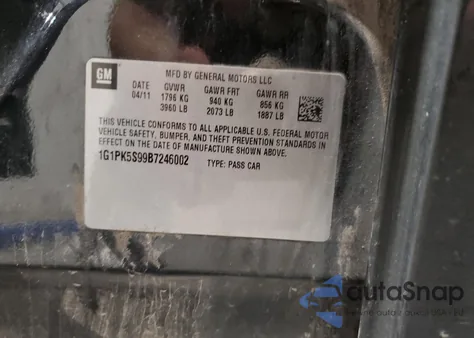 GM
MFD BY GENERAL MOTORS LLC
DATE GVWR GAWR FRT GAWR RR
04/11 1796 KG 940 KG 856 KG
3960 LB 2073 LB 1887 LB
THIS VEHICLE CONFORMS TO ALL APPLICABLE U.S. FEDERAL MOTOR
VEHICLE SAFETY, BUMPER, AND THEFT PREVENTION STANDARDS IN
EFFECT ON THE DATE OF MANUFACTURE SHOWN ABOVE.
1G1PK5S99B7246002 TYPE: PASS CAR
autaSnap